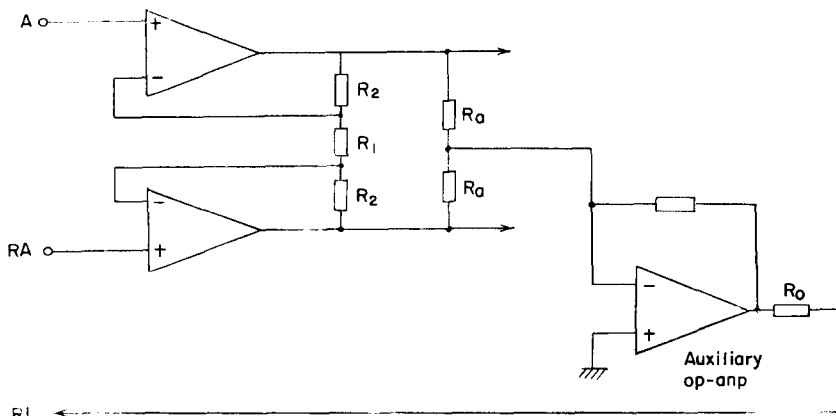 A
+
-
R2
R1
R2
Ra
Ra
-
RA
+
-
+
Ro
Auxiliary
op-anp
RL